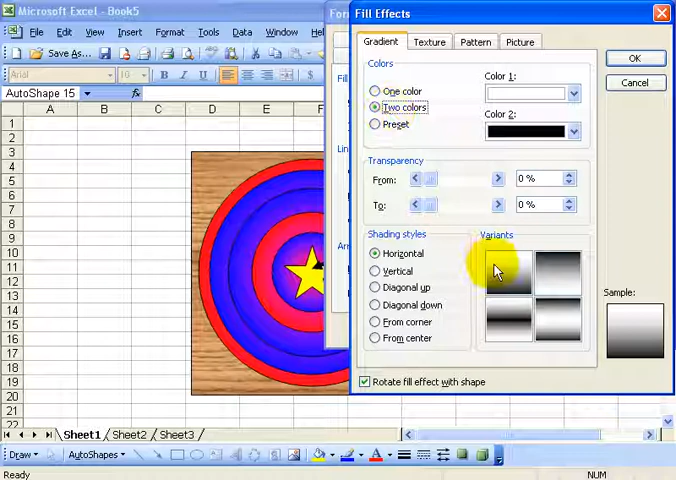 Microsoft Excel - Book5
File Edit View Insert Format Tools Data Window
Save As...
Arial 10 B I U $
AutoShape 15 fx
A B C D E F
1
2
3
4
5
6
7
8
9
10
11
12
13
14
15
16
17
18
19
20
21
22
Fill Effects
Gradient Texture Pattern Picture
Colors
One color
Two colors
Preset
Color 1:
Color 2:
OK
Cancel
Transparency
From: 0 %
To: 0 %
Shading styles
Horizontal
Vertical
Diagonal up
Diagonal down
From corner
From center
Variants
Sample:
Rotate fill effect with shape
Sheet1 Sheet2 Sheet3
Draw AutoShapes A
Ready NUM